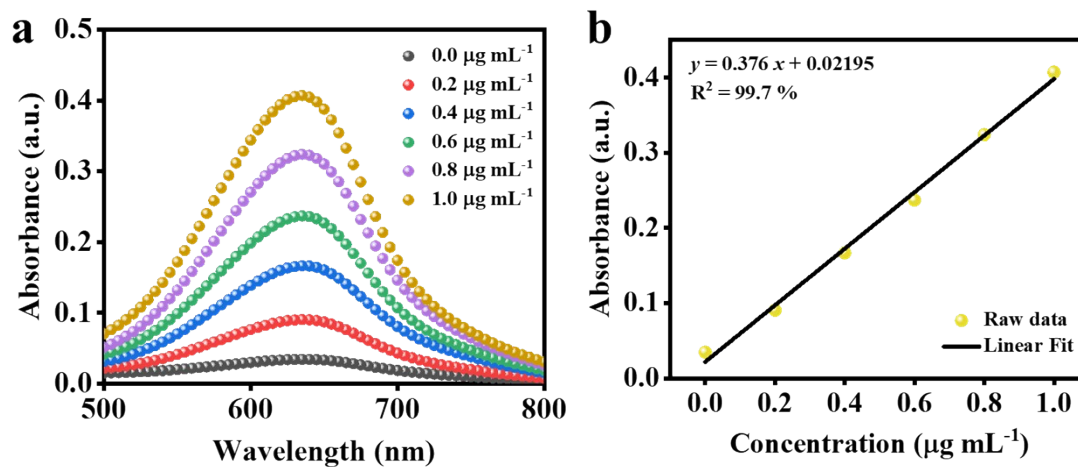 a
0.5
0.4
0.3
0.2
0.1
0.0
Absorbance (a.u.)
500
600
700
800
Wavelength (nm)
0.0 μg mL⁻¹
0.2 μg mL⁻¹
0.4 μg mL⁻¹
0.6 μg mL⁻¹
0.8 μg mL⁻¹
1.0 μg mL⁻¹
b
y = 0.376 x + 0.02195
R² = 99.7 %
0.4
0.3
0.2
0.1
0.0
Absorbance (a.u.)
Raw data
Linear Fit
0.0
0.2
0.4
0.6
0.8
1.0
Concentration (μg mL⁻¹)